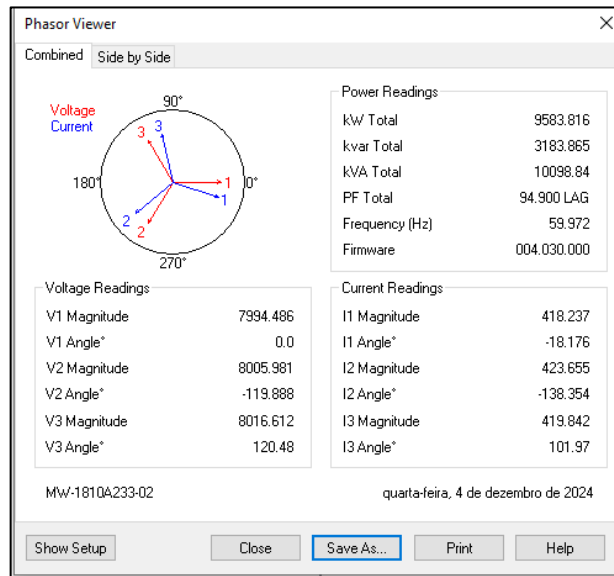 Phasor Viewer
Combined Side by Side
Voltage
Current
90°
3 3
180° 1 0°
1
2
2
270°
Power Readings
kW Total 9583.816
kvar Total 3183.865
kVA Total 10098.84
PF Total 94.900 LAG
Frequency (Hz) 59.972
Firmware 004.030.000
Voltage Readings
V1 Magnitude 7994.486
V1 Angle° 0.0
V2 Magnitude 8005.981
V2 Angle° -119.888
V3 Magnitude 8016.612
V3 Angle° 120.48
Current Readings
I1 Magnitude 418.237
I1 Angle° -18.176
I2 Magnitude 423.655
I2 Angle° -138.354
I3 Magnitude 419.842
I3 Angle° 101.97
MW-1810A233-02 quarta-feira, 4 de dezembro de 2024
Show Setup Close Save As... Print Help